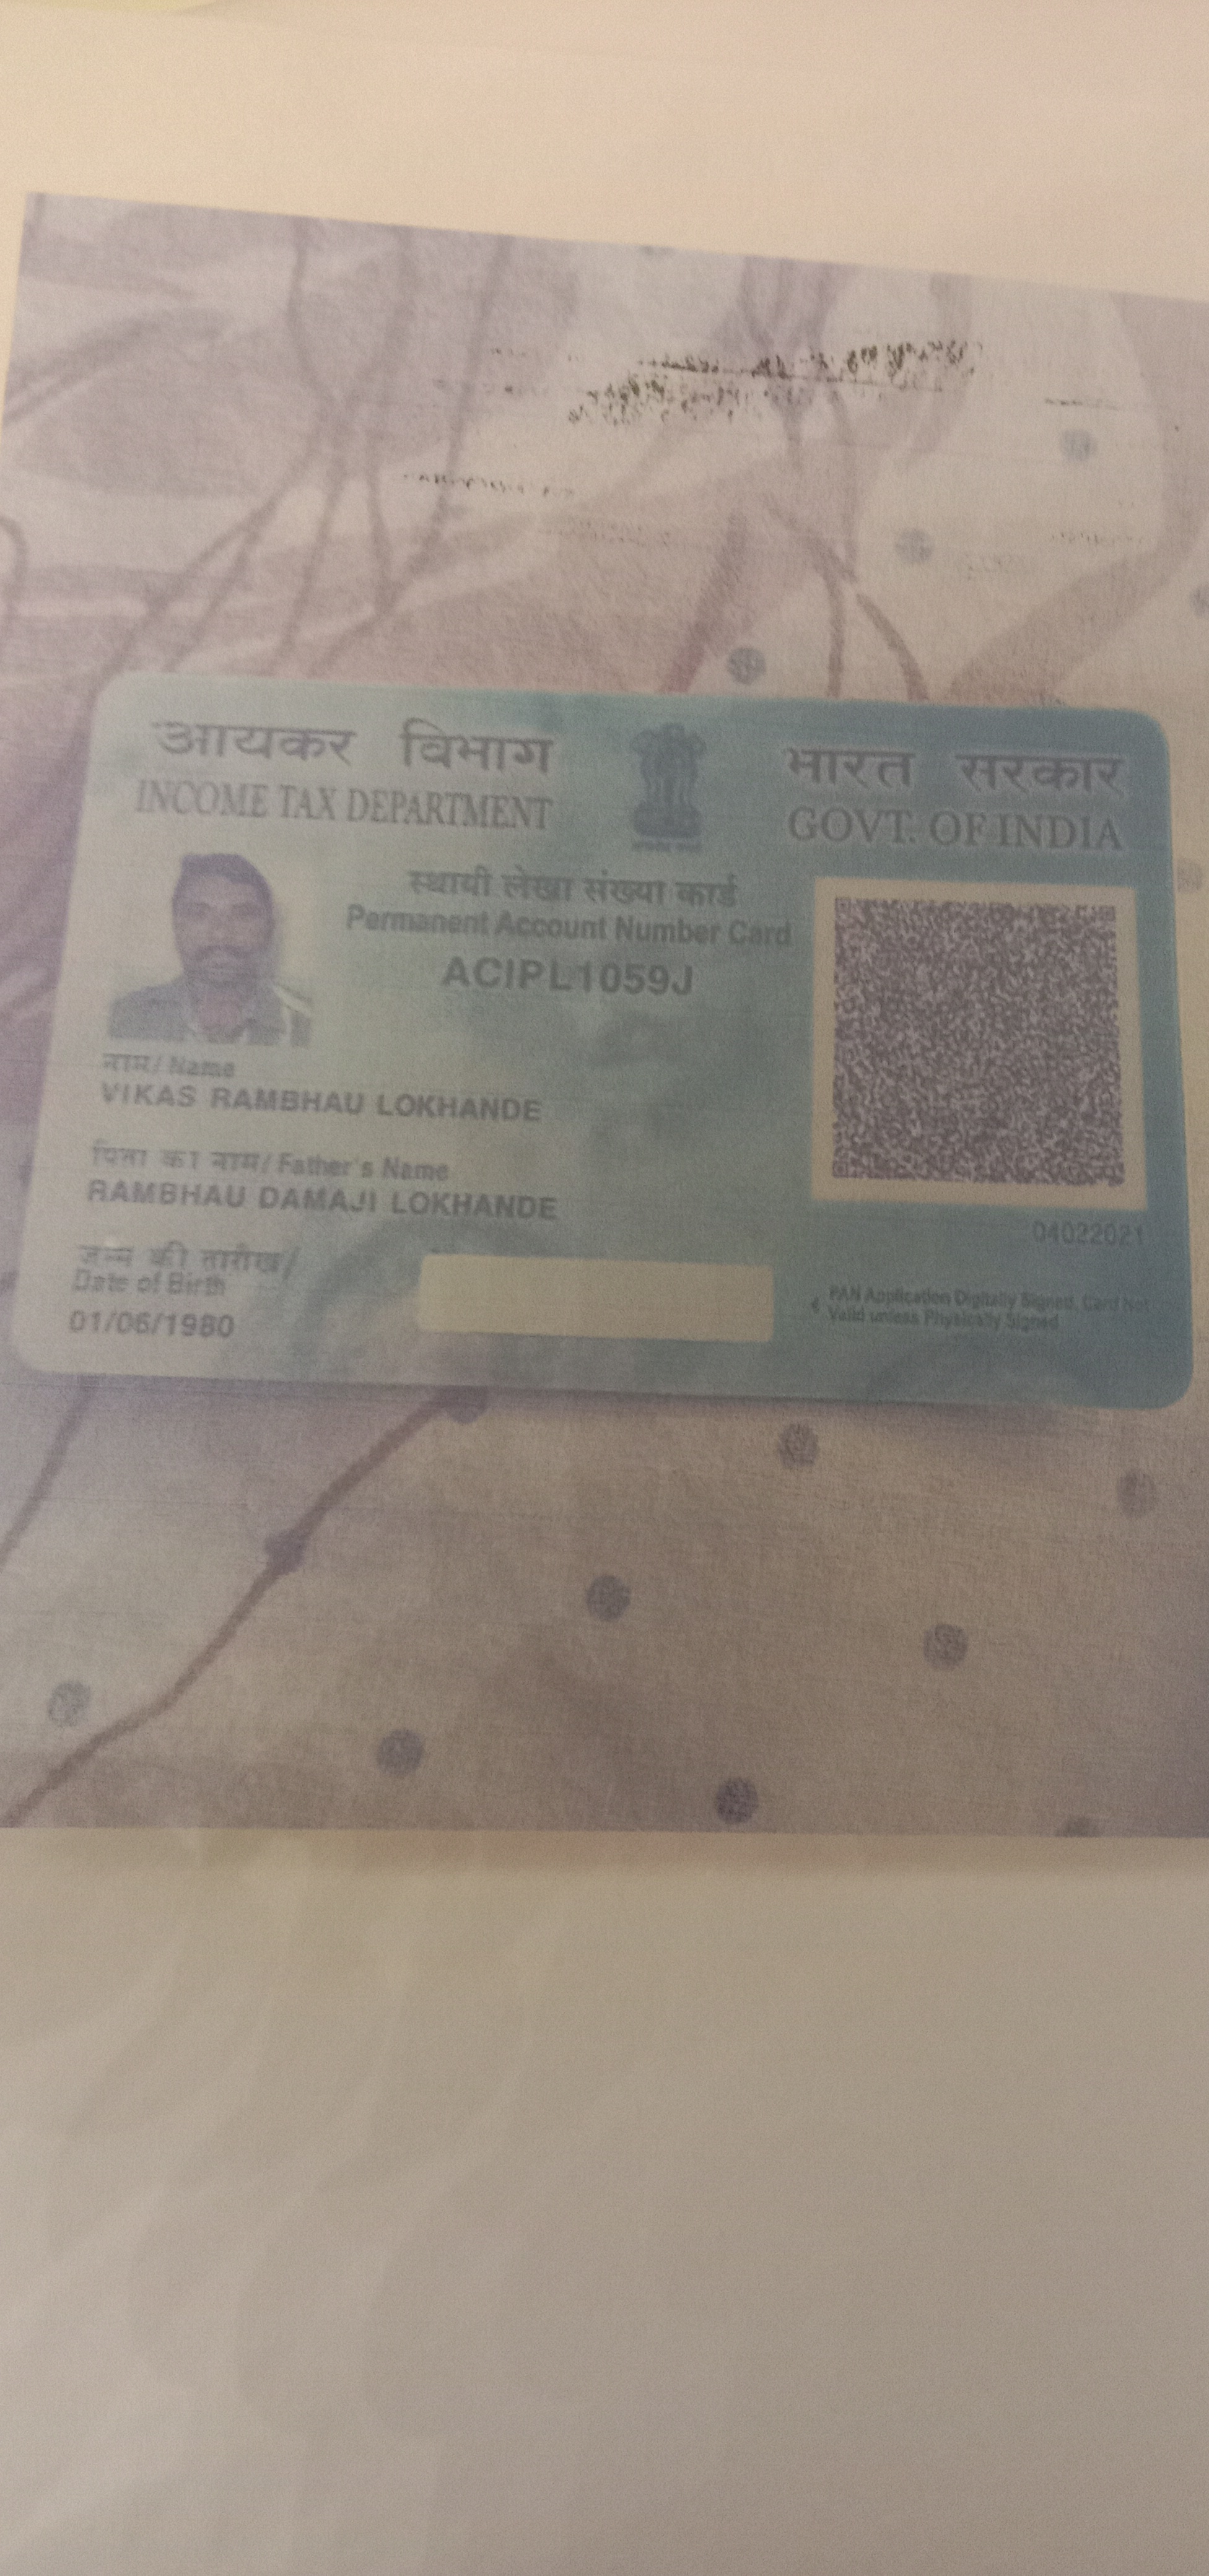 आयकर विभाग
INCOME TAX DEPARTMENT
भारत सरकार
GOVT. OF INDIA
स्थायी लेखा संख्या कार्ड
Permanent Account Number Card
ACIPL1059J
नाम/ Name
VIKAS RAMBHAU LOKHANDE
पिता का नाम/ Father's Name
RAMBHAU DAMAJI LOKHANDE
जन्म की तारीख/
Date of Birth
01/06/1980
04022021
PAN Application Digitally Signed, Card Not
Valid unless Physically Signed